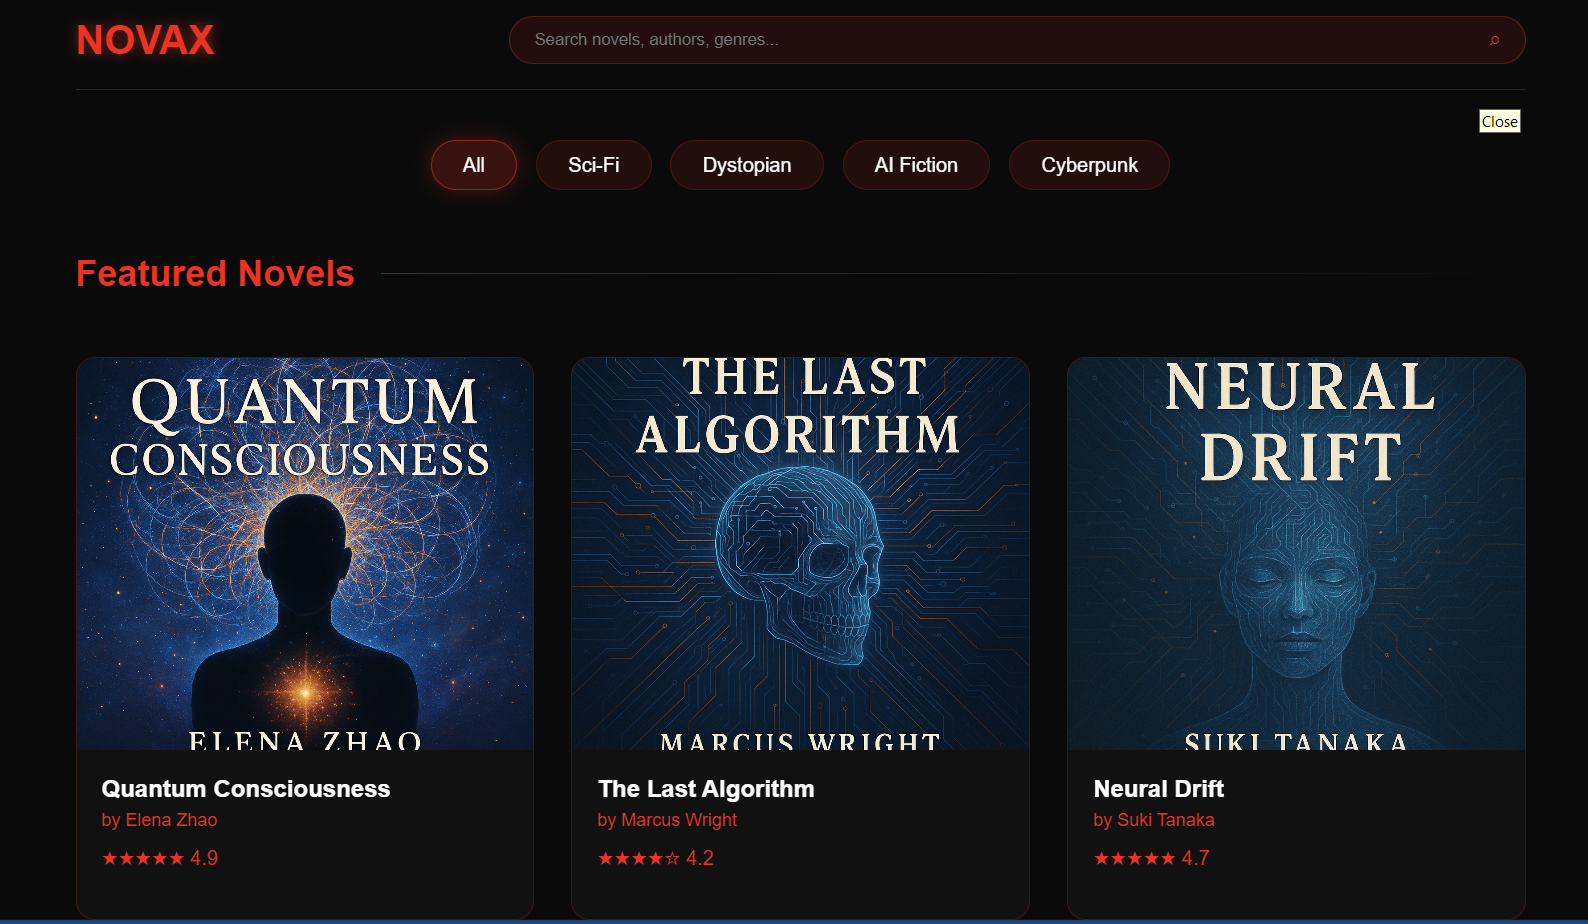 NOVAX
Search novels, authors, genres...
Close
All
Sci-Fi
Dystopian
AI Fiction
Cyberpunk
Featured Novels
QUANTUM
CONSCIOUSNESS
ELENA ZHAO
Quantum Consciousness
by Elena Zhao
★★★★★ 4.9
THE LAST
ALGORITHM
MARCUS WRIGHT
The Last Algorithm
by Marcus Wright
★★★★☆ 4.2
NEURAL
DRIFT
SUKI TANAKA
Neural Drift
by Suki Tanaka
★★★★★ 4.7